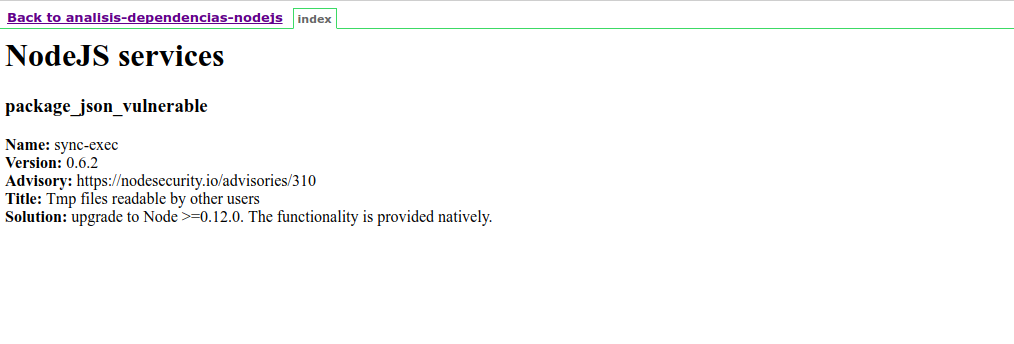 Back to analisis-dependencias-nodejs index
NodeJS services
package_json_vulnerable
Name: sync-exec
Version: 0.6.2
Advisory: https://nodesecurity.io/advisories/310
Title: Tmp files readable by other users
Solution: upgrade to Node >=0.12.0. The functionality is provided natively.